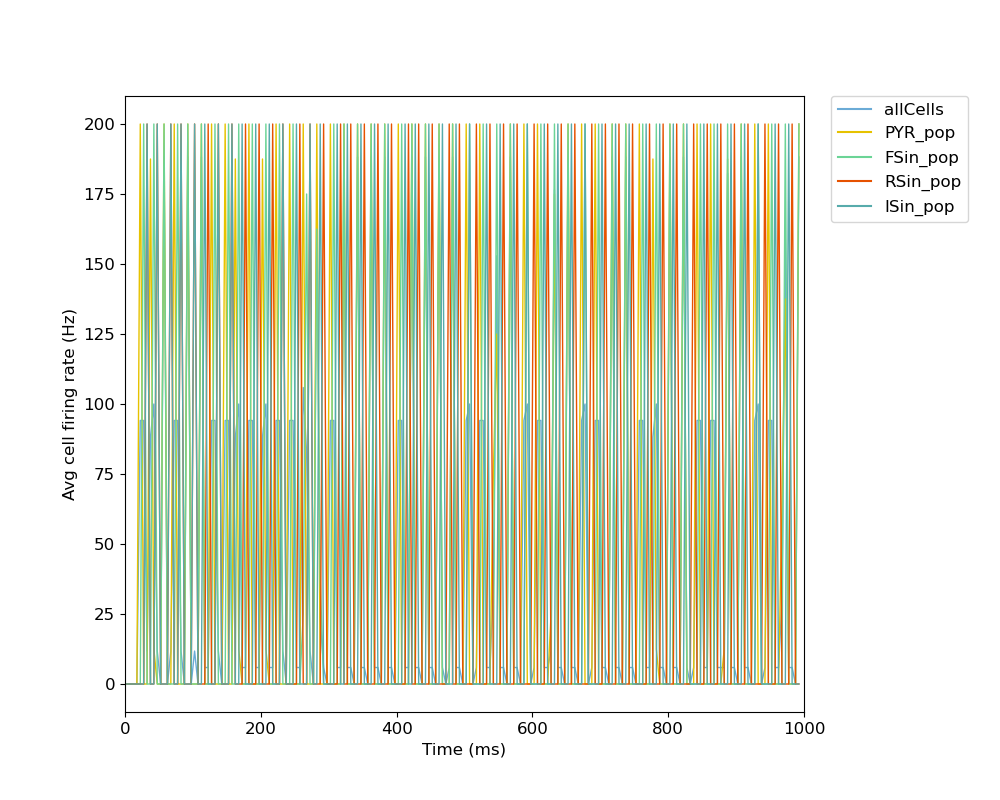 200
175
150
125
100
75
50
25
0
Avg cell firing rate (Hz)
0 200 400 600 800 1000
Time (ms)
allCells
PYR_pop
FSin_pop
RSin_pop
ISin_pop